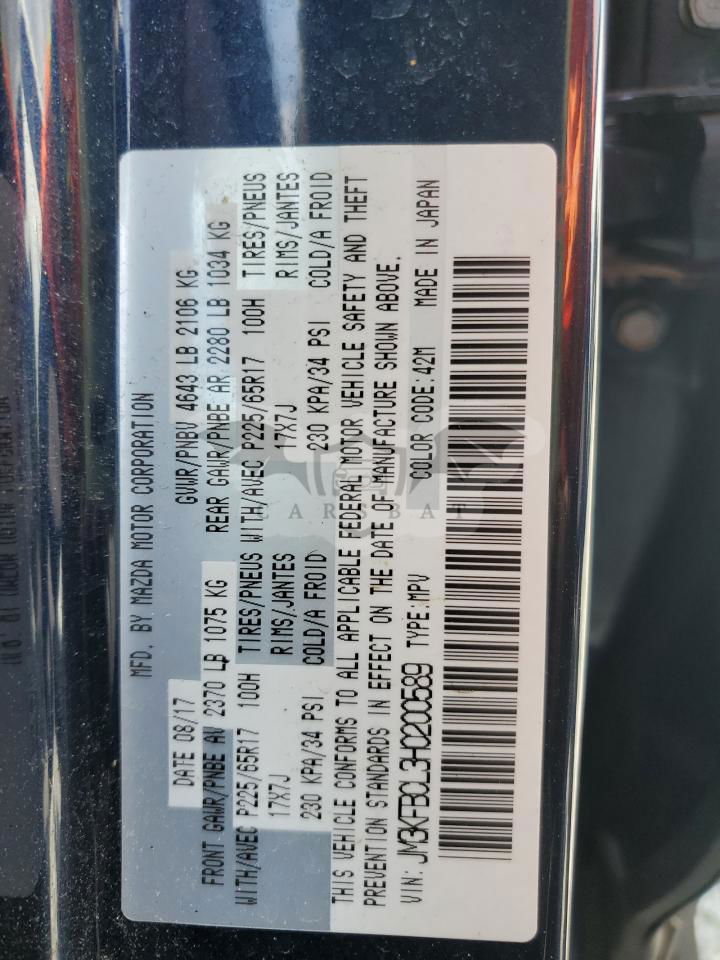 MFD. BY MAZDA MOTOR CORPORATION
DATE 08/17 GVWR/PNBV 4643 LB 2106 KG
FRONT GAWR/PNBE AV 2370 LB 1075 KG REAR GAWR/PNBE AR 2280 LB 1034 KG
WITH/AVEC P225/65R17 100H TIRES/PNEUS WITH/AVEC P225/65R17 100H TIRES/PNEUS
17X7J RIMS/JANTES 17X7J RIMS/JANTES
230 KPA/34 PSI COLD/A FROID 230 KPA/34 PSI COLD/A FROID
THIS VEHICLE CONFORMS TO ALL APPLICABLE FEDERAL MOTOR VEHICLE SAFETY AND THEFT
PREVENTION STANDARDS IN EFFECT ON THE DATE OF MANUFACTURE SHOWN ABOVE.
VIN: JM3KFBCL3H0200589 TYPE:MPV COLOR CODE:42M MADE IN JAPAN
CARSBAT